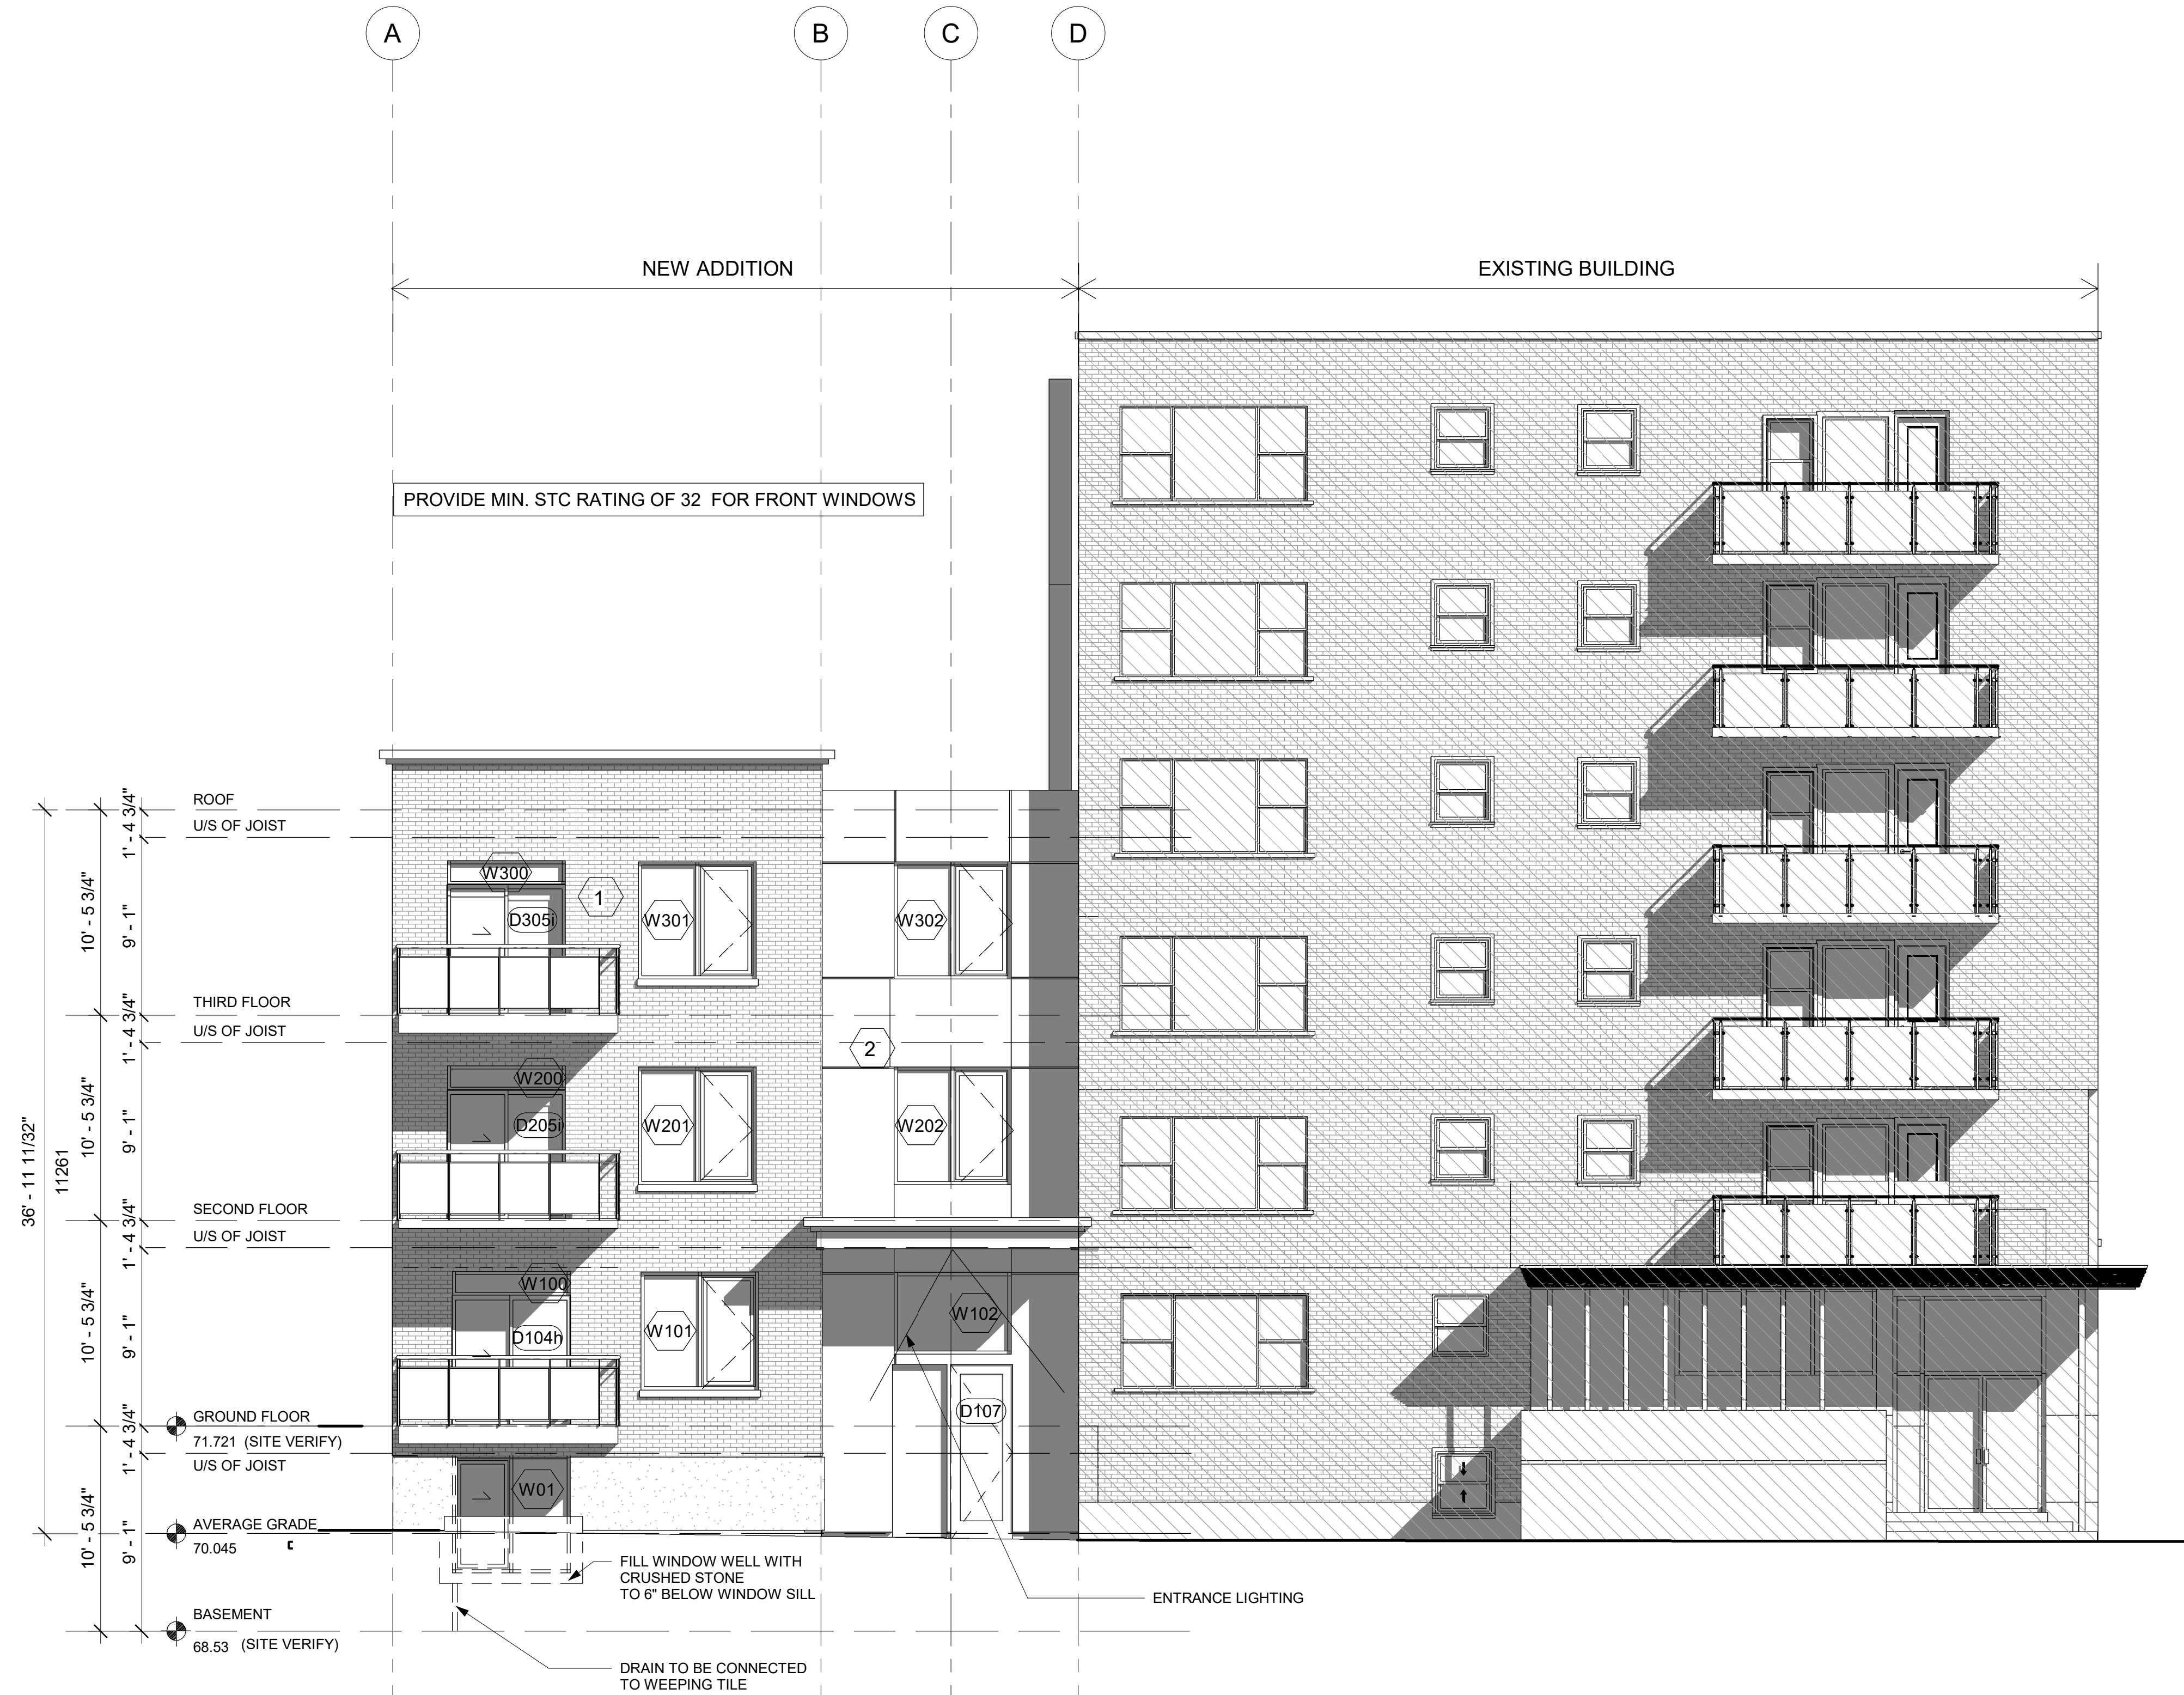 A
B
C
D
NEW ADDITION
EXISTING BUILDING
PROVIDE MIN. STC RATING OF 32 FOR FRONT WINDOWS
ROOF
U/S OF JOIST
1' - 4 3/4"
W300
1
D305i
W301
W302
10' - 5 3/4"
9' - 1"
THIRD FLOOR
U/S OF JOIST
1' - 4 3/4"
2
W200
D205i
W201
W202
10' - 5 3/4"
9' - 1"
36' - 11 11/32"
11261
SECOND FLOOR
U/S OF JOIST
1' - 4 3/4"
W100
D104h
W101
W102
10' - 5 3/4"
9' - 1"
D107
GROUND FLOOR
71.721 (SITE VERIFY)
U/S OF JOIST
1' - 4 3/4"
W01
AVERAGE GRADE
70.045
10' - 5 3/4"
9' - 1"
FILL WINDOW WELL WITH
CRUSHED STONE
TO 6" BELOW WINDOW SILL
ENTRANCE LIGHTING
BASEMENT
68.53 (SITE VERIFY)
DRAIN TO BE CONNECTED
TO WEEPING TILE